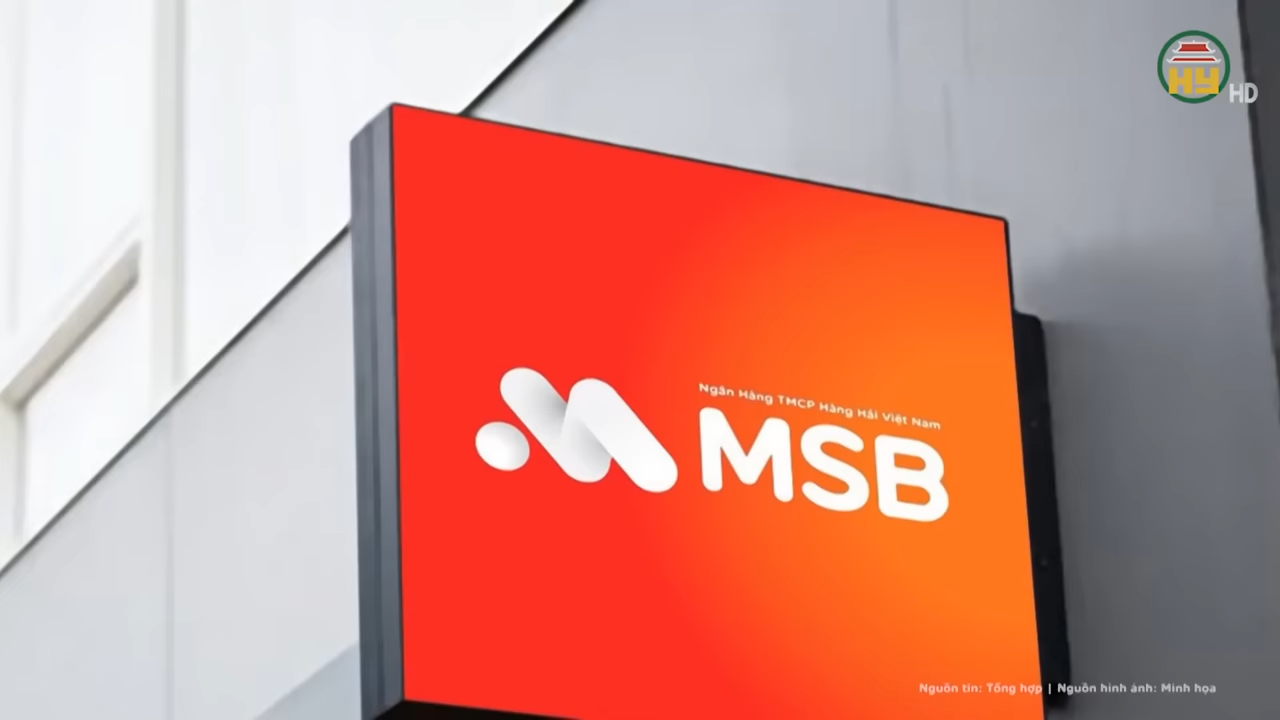 HY HD
Ngân Hàng TMCP Hàng Hải Việt Nam
MSB
Nguồn tin: Tổng hợp | Nguồn hình ảnh: Minh họa